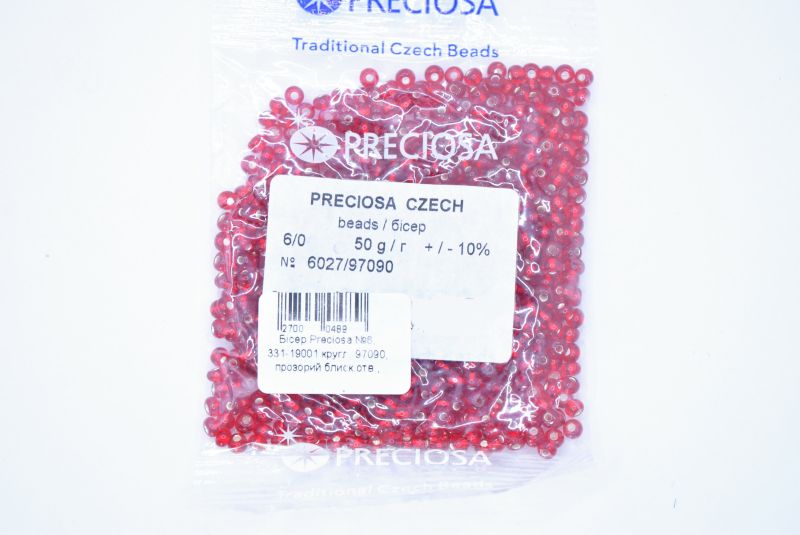 PRECIOSA
Traditional Czech Beads
PRECIOSA
PRECIOSA CZECH
beads / бісер
6/0 50 g / г + / - 10%
№ 6027/97090
2700 0489
Бісер Preciosa №6,
331-19001 кругл. 97090,
прозорий блиск.отв.,
PRECIOSA
Traditional Czech Beads